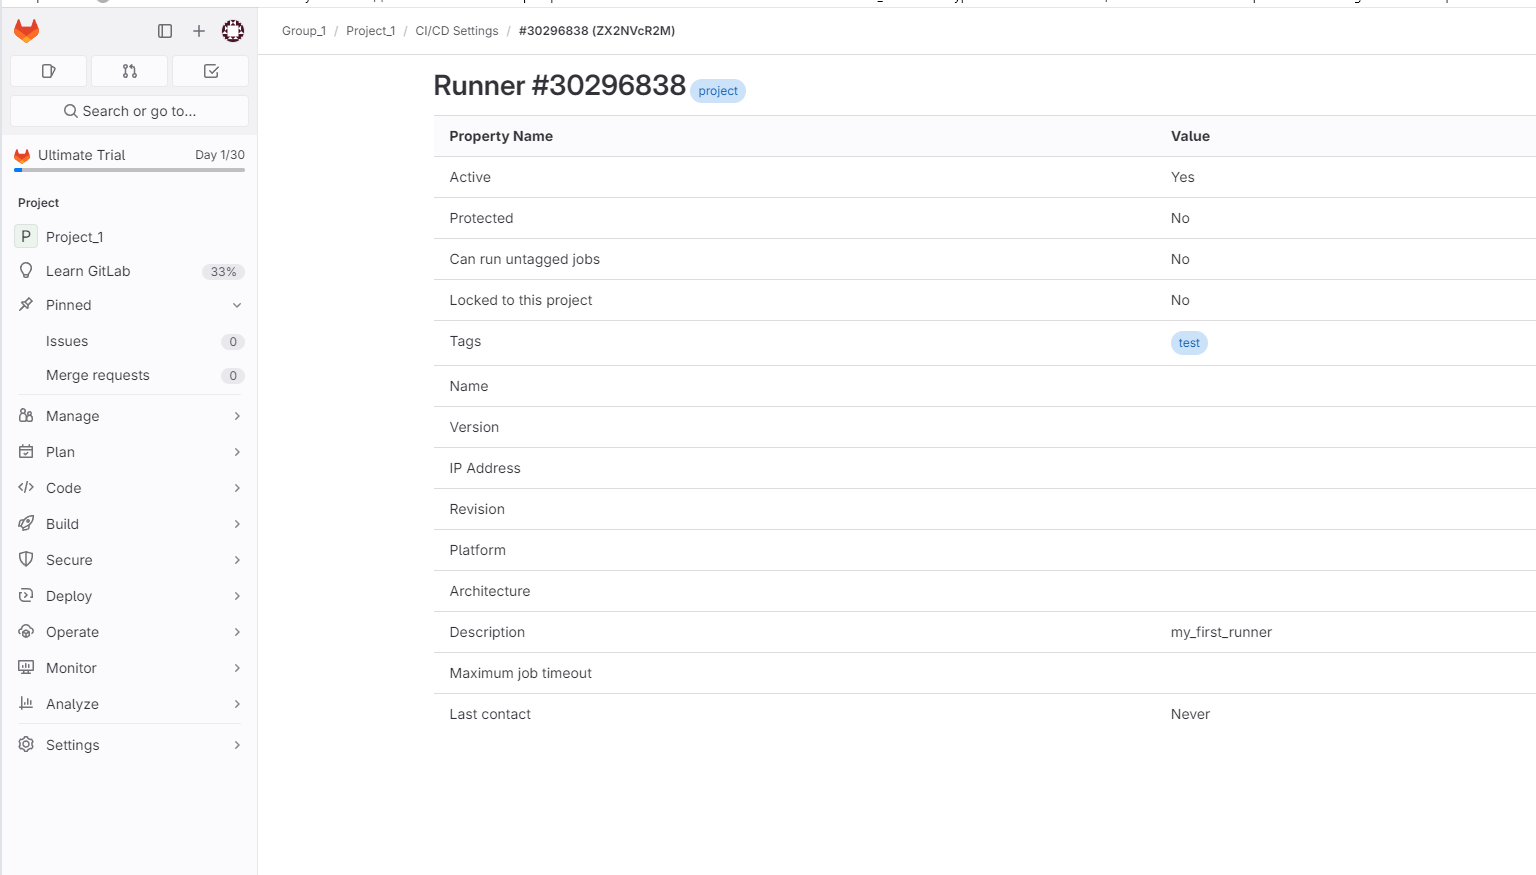 Group_1 / Project_1 / CI/CD Settings / #30296838 (ZX2NVcR2M)
Search or go to...
Ultimate Trial Day 1/30
Project
P Project_1
Learn GitLab 33%
Pinned
Issues 0
Merge requests 0
Manage
Plan
Code
Build
Secure
Deploy
Operate
Monitor
Analyze
Settings
Runner #30296838 project
Property Name Value
Active Yes
Protected No
Can run untagged jobs No
Locked to this project No
Tags test
Name
Version
IP Address
Revision
Platform
Architecture
Description my_first_runner
Maximum job timeout
Last contact Never